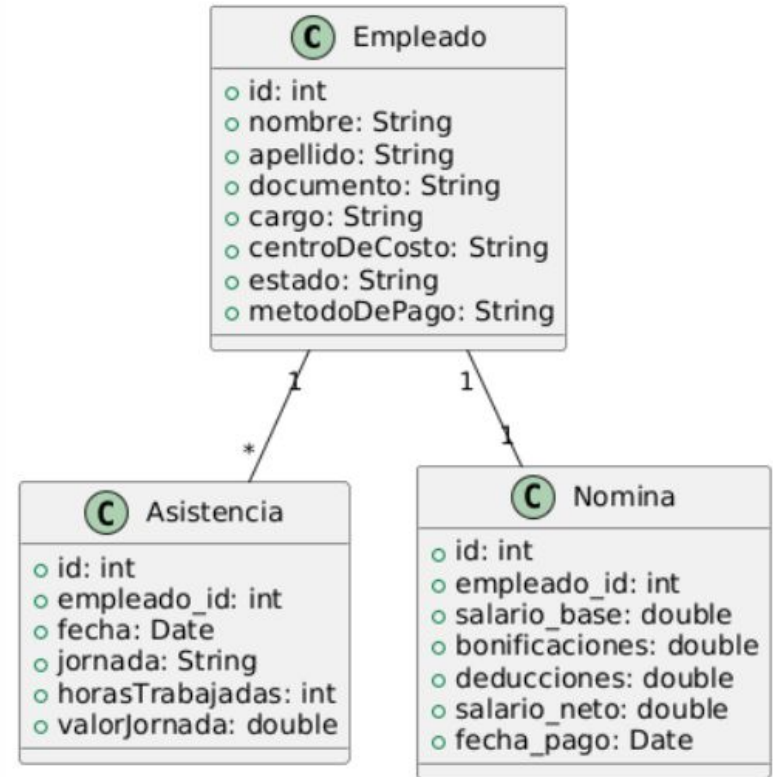 C Empleado
id: int
nombre: String
apellido: String
documento: String
cargo: String
centroDeCosto: String
estado: String
metodoDePago: String
1
1
*
1
C Asistencia
id: int
empleado_id: int
fecha: Date
jornada: String
horasTrabajadas: int
valorJornada: double
C Nomina
id: int
empleado_id: int
salario_base: double
bonificaciones: double
deducciones: double
salario_neto: double
fecha_pago: Date